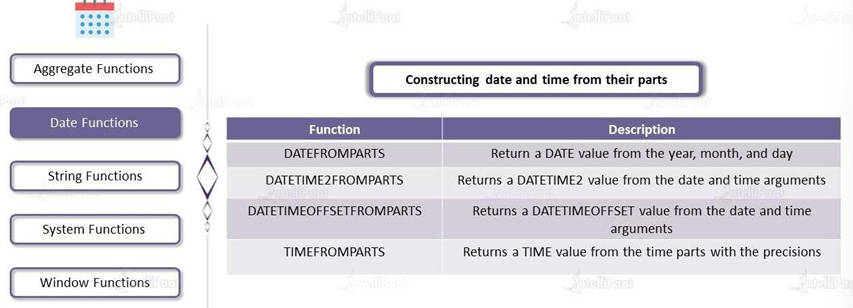 Aggregate Functions
Date Functions
String Functions
System Functions
Window Functions
Constructing date and time from their parts
Function Description
DATEFROMPARTS Return a DATE value from the year, month, and day
DATETIME2FROMPARTS Returns a DATETIME2 value from the date and time arguments
DATETIMEOFFSETFROMPARTS Returns a DATETIMEOFFSET value from the date and time
arguments
TIMEFROMPARTS Returns a TIME value from the time parts with the precisions